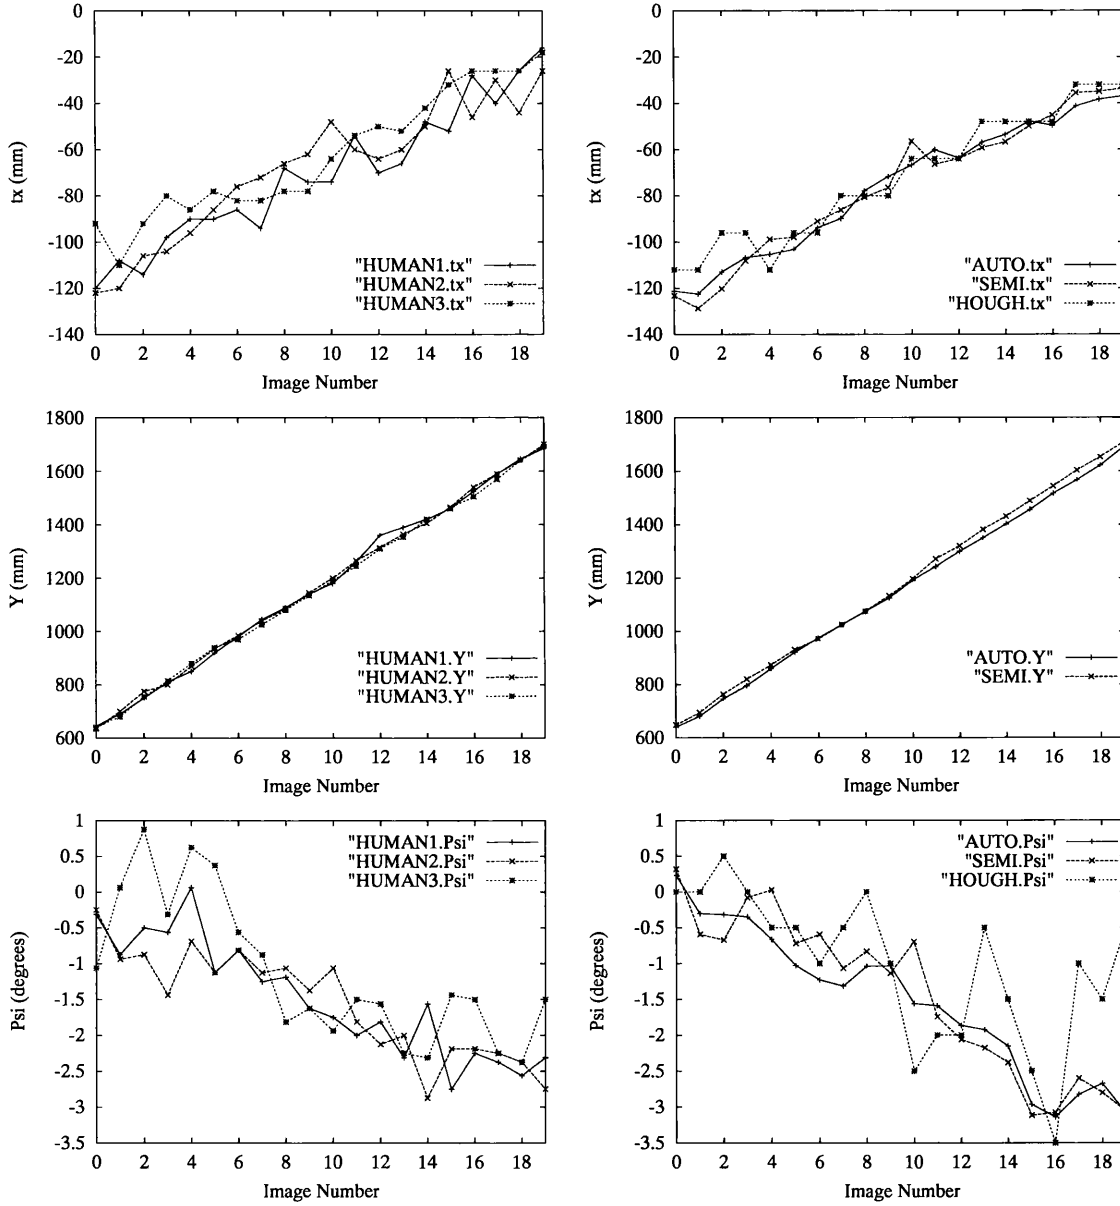 0
-20
-40
-60
-80
-100
-120
-140
tx (mm)
"HUMAN1.tx"
"HUMAN2.tx"
"HUMAN3.tx"
0 2 4 6 8 10 12 14 16 18
Image Number
0
-20
-40
-60
-80
-100
-120
-140
tx (mm)
"AUTO.tx"
"SEMI.tx"
"HOUGH.tx"
0 2 4 6 8 10 12 14 16 18
Image Number
1800
1600
1400
1200
1000
800
600
Y (mm)
"HUMAN1.Y"
"HUMAN2.Y"
"HUMAN3.Y"
0 2 4 6 8 10 12 14 16 18
Image Number
1800
1600
1400
1200
1000
800
600
Y (mm)
"AUTO.Y"
"SEMI.Y"
0 2 4 6 8 10 12 14 16 18
Image Number
1
0.5
0
-0.5
-1
-1.5
-2
-2.5
-3
-3.5
Psi (degrees)
"HUMAN1.Psi"
"HUMAN2.Psi"
"HUMAN3.Psi"
0 2 4 6 8 10 12 14 16 18
Image Number
1
0.5
0
-0.5
-1
-1.5
-2
-2.5
-3
-3.5
Psi (degrees)
"AUTO.Psi"
"SEMI.Psi"
"HOUGH.Psi"
0 2 4 6 8 10 12 14 16 18
Image Number